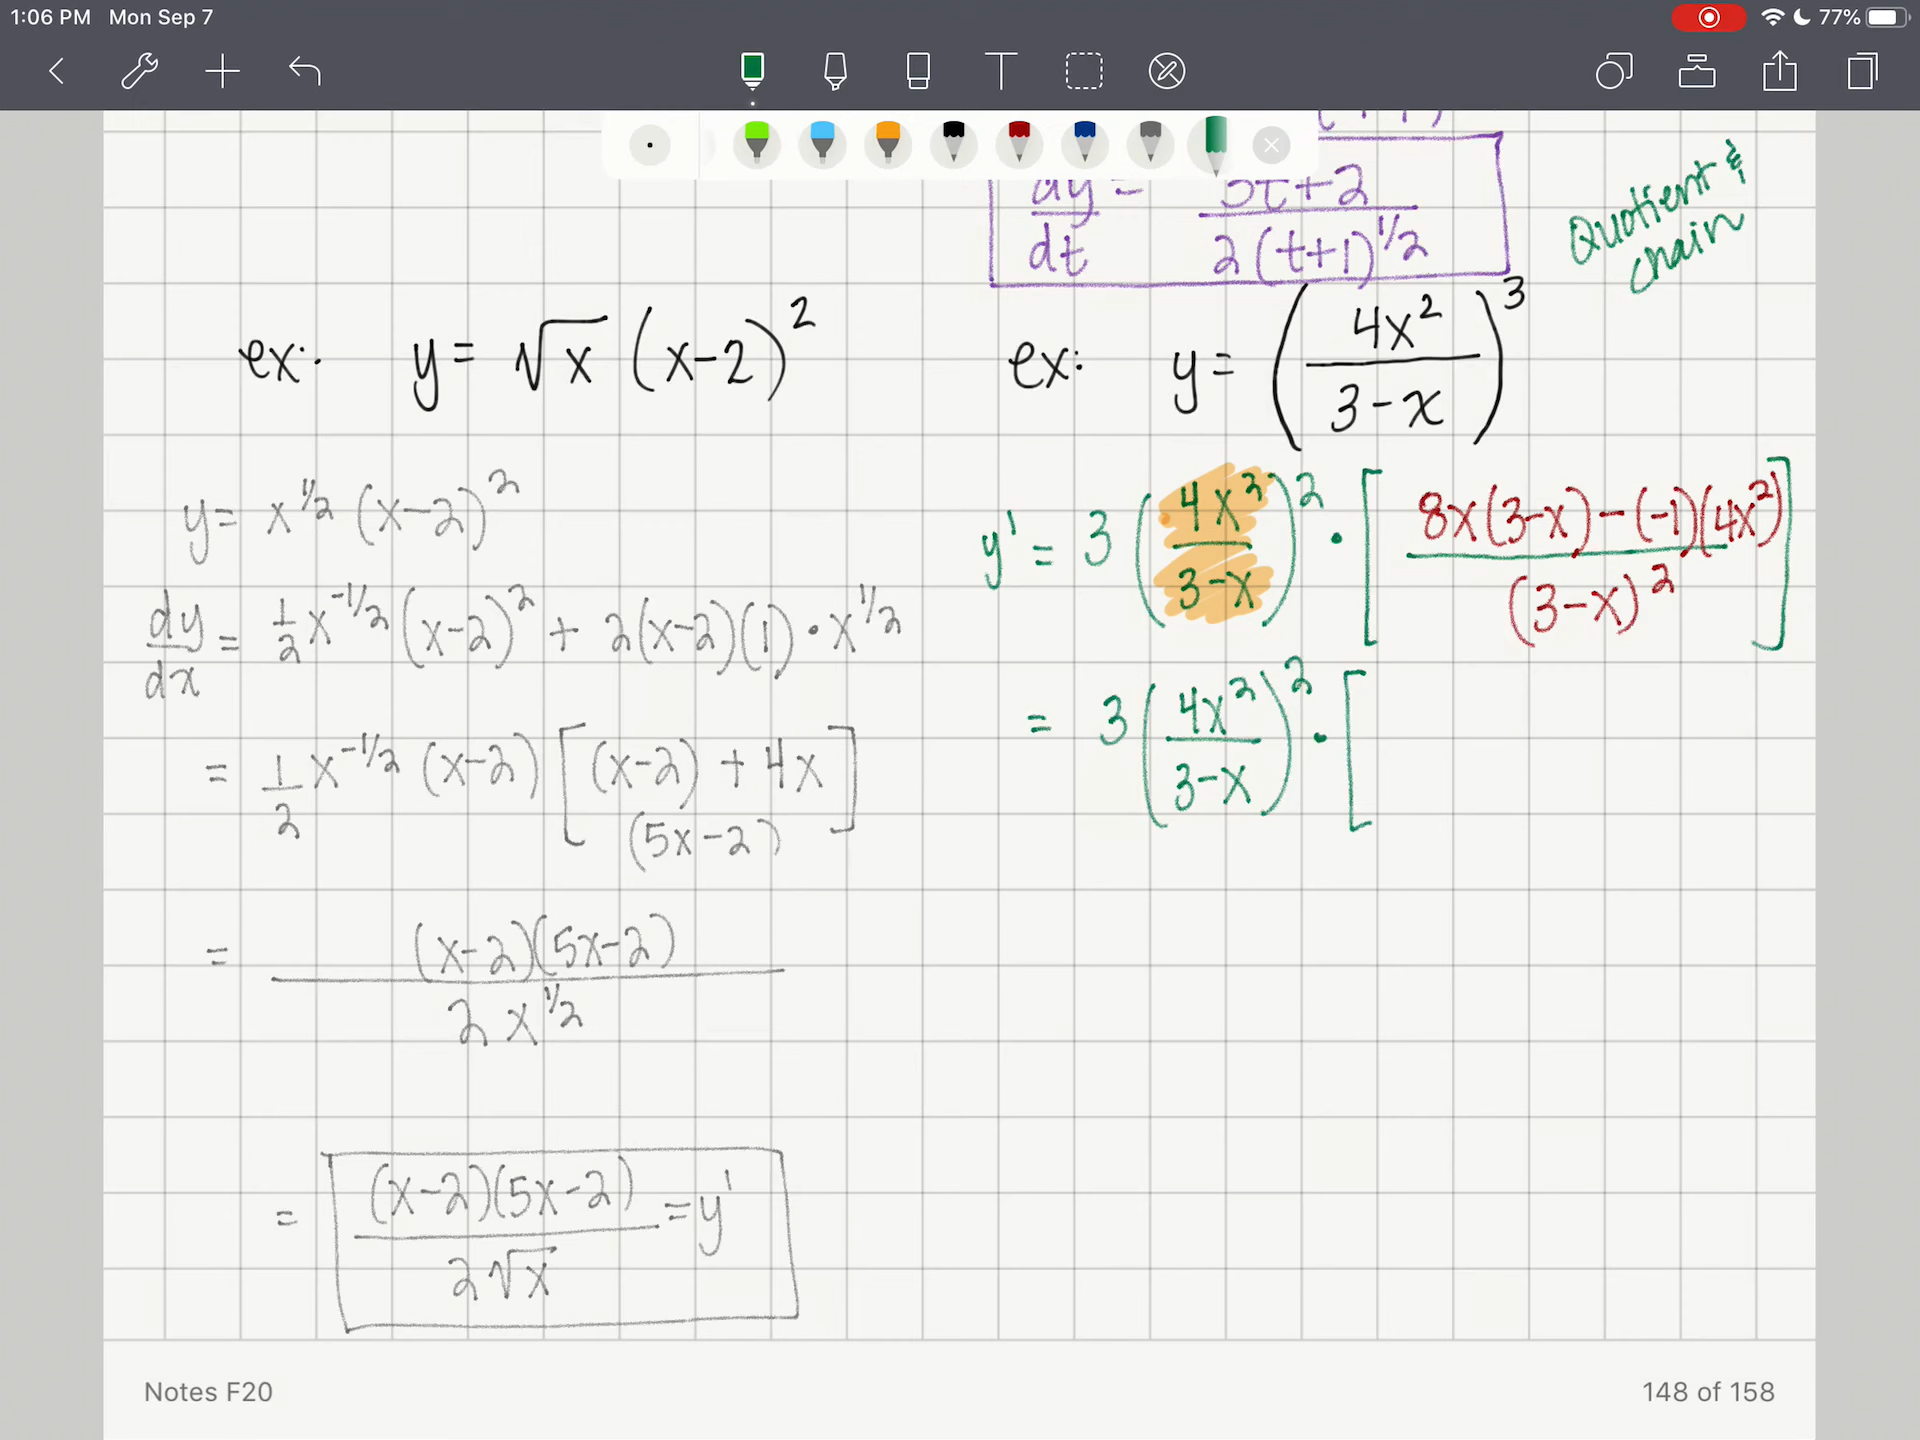 1:06 PM Mon Sep 7
77%
dy/dt = 5t+2 / 2(t+1)^1/2
Quotient &
chain
ex: y = √x (x-2)^2
y = x^1/2 (x-2)^2
dy/dx = 1/2 x^-1/2 (x-2)^2 + 2(x-2)(1) · x^1/2
= 1/2 x^-1/2 (x-2) [(x-2) + 4x]
(5x-2)
= (x-2)(5x-2) / 2x^1/2
= (x-2)(5x-2) / 2√x = y'
ex: y = (4x^2 / 3-x)^3
y' = 3 (4x^2 / 3-x)^2 · [8x(3-x) - (-1)(4x^2) / (3-x)^2]
= 3 (4x^2 / 3-x)^2 · [
Notes F20
148 of 158